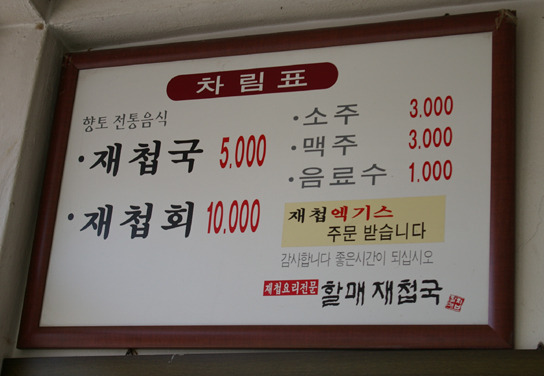 차림표
향토 전통음식
·재첩국 5.000
·재첩회 10.000
·소주 3.000
·맥주 3.000
·음료수 1.000
재첩엑기스
주문 받습니다
감사합니다 좋은시간이 되십시오
재첩요리전문 할매 재첩국